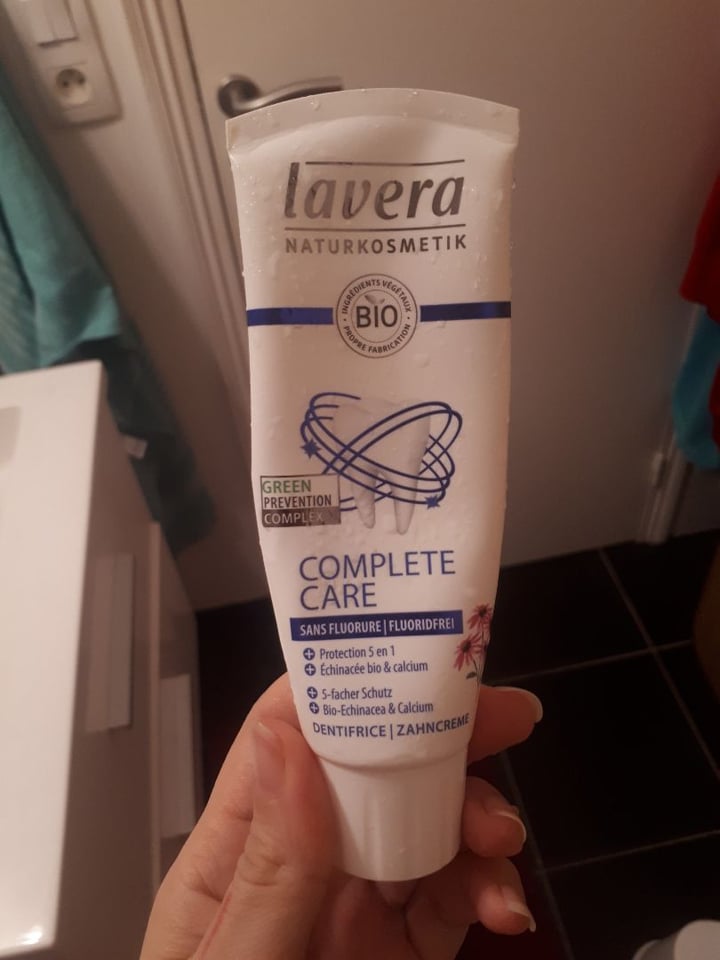 lavera
NATURKOSMETIK
INGRÉDIENTS VÉGÉTAUX
BIO
PROPRE FABRICATION
GREEN
PREVENTION
COMPLEX
COMPLETE
CARE
SANS FLUORURE | FLUORIDFREI
Protection 5 en 1
Échinacée bio & calcium
5-facher Schutz
Bio-Echinacea & Calcium
DENTIFRICE | ZAHNCREME